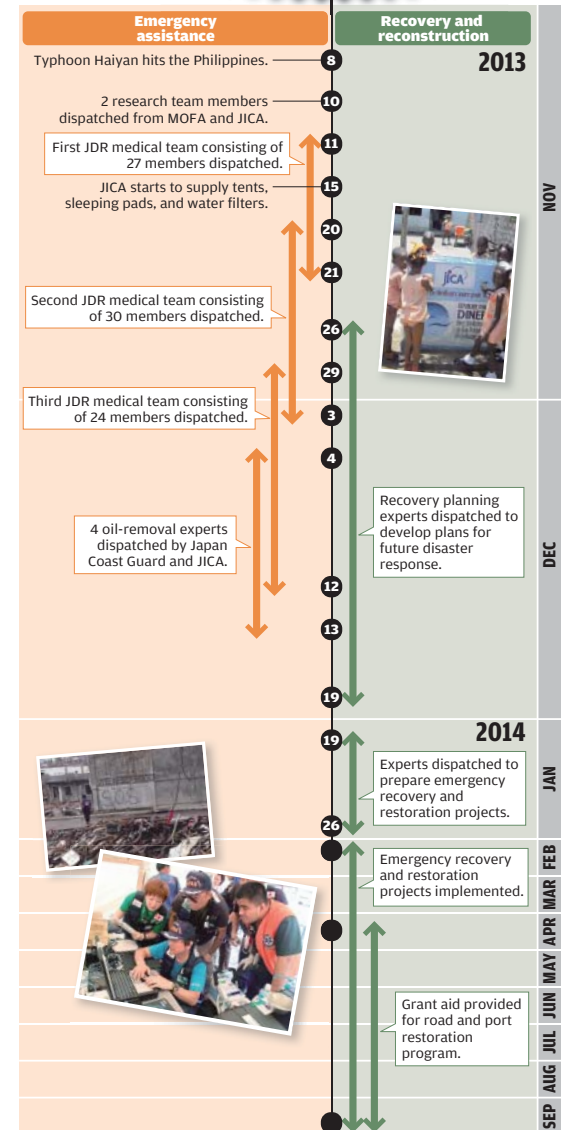 Emergency
assistance
Recovery and
reconstruction
2013
Typhoon Haiyan hits the Philippines.
8
2 research team members
dispatched from MOFA and JICA.
10
First JDR medical team consisting of
27 members dispatched.
11
JICA starts to supply tents,
sleeping pads, and water filters.
15
NOV
20
21
JICA
Second JDR medical team consisting
of 30 members dispatched.
26
29
Third JDR medical team consisting
of 24 members dispatched.
3
4
4 oil-removal experts
dispatched by Japan
Coast Guard and JICA.
Recovery planning
experts dispatched to
develop plans for
future disaster
response.
DEC
12
13
19
2014
19
Experts dispatched to
prepare emergency
recovery and
restoration projects.
JAN
26
Emergency recovery
and restoration
projects implemented.
FEB
MAR
APR
MAY
Grant aid provided
for road and port
restoration
program.
JUN
JUL
AUG
SEP